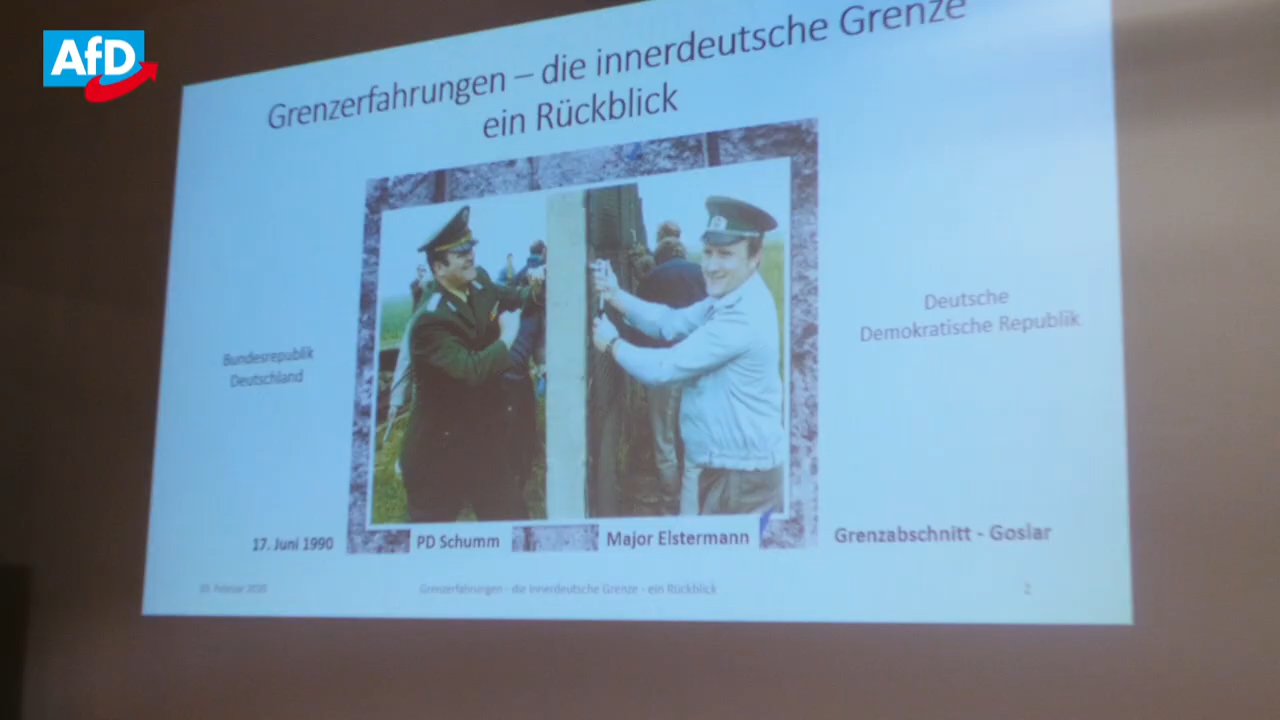 AfD
Grenzerfahrungen – die innerdeutsche Grenze
ein Rückblick
Bundesrepublik
Deutschland
Deutsche
Demokratische Republik
17. Juni 1990
PD Schumm
Major Elstermann
Grenzabschnitt - Goslar
Februar
Grenzerfahrungen - die innerdeutsche Grenze - ein Rückblick
2